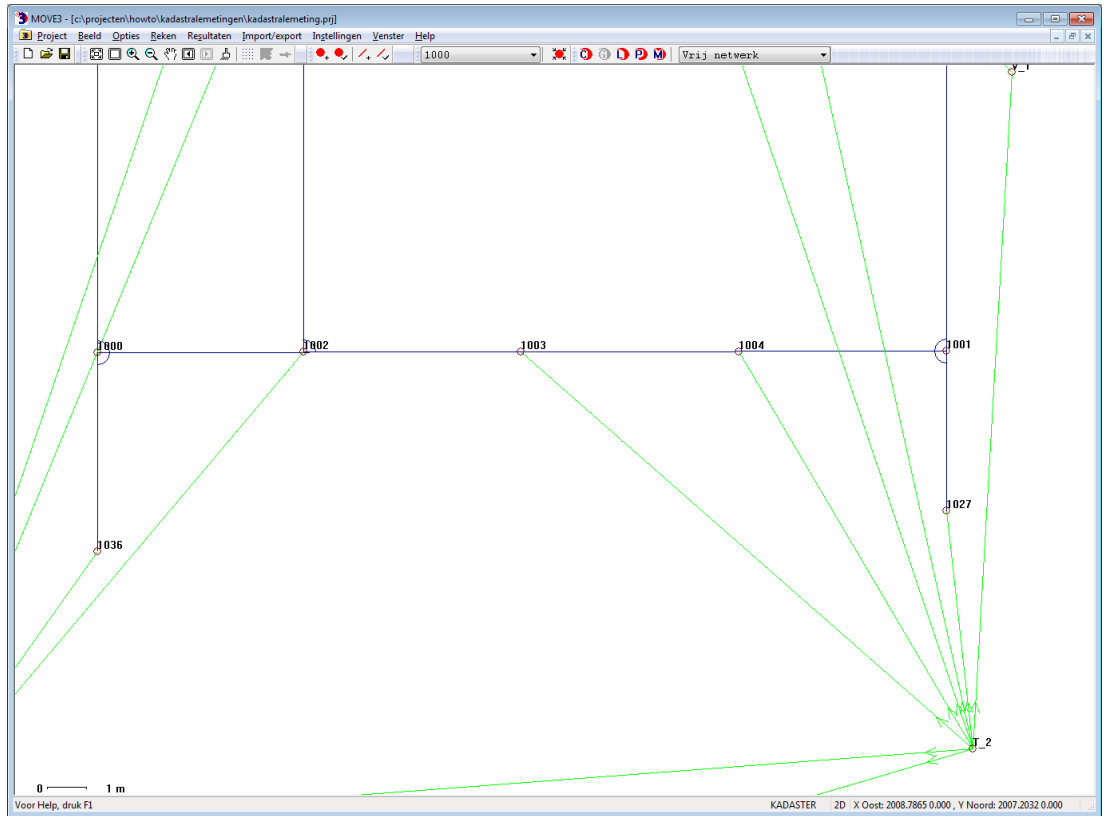 MOVE3 - [c:\projecten\howto\kadastralemetingen\kadastralemeting.prj]
Project Beeld Opties Reken Resultaten Import/export Instellingen Venster Help
1000 C G L P M Vrij netwerk
1000 1002 1003 1004 1001
1027
1036
T_2
0 1 m
Voor Help, druk F1 KADASTER 2D X Oost: 2008.7865 0.000 , Y Noord: 2007.2032 0.000